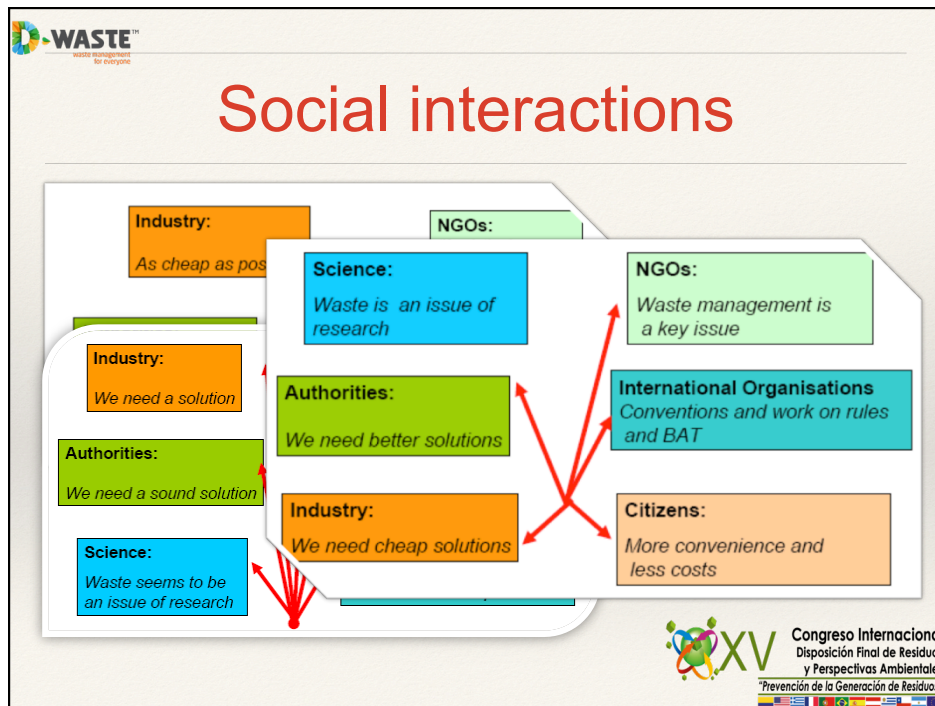 D-WASTE™
waste management
for everyone
Social interactions
Industry:
As cheap as pos
NGOs:
Industry:
We need a solution
Authorities:
We need a sound solution
Science:
Waste seems to be
an issue of research
Science:
Waste is an issue of
research
Authorities:
We need better solutions
Industry:
We need cheap solutions
NGOs:
Waste management is
a key issue
International Organisations
Conventions and work on rules
and BAT
Citizens:
More convenience and
less costs
XV
Congreso Internaciona
Disposición Final de Residuo
y Perspectivas Ambientale
"Prevención de la Generación de Residuo